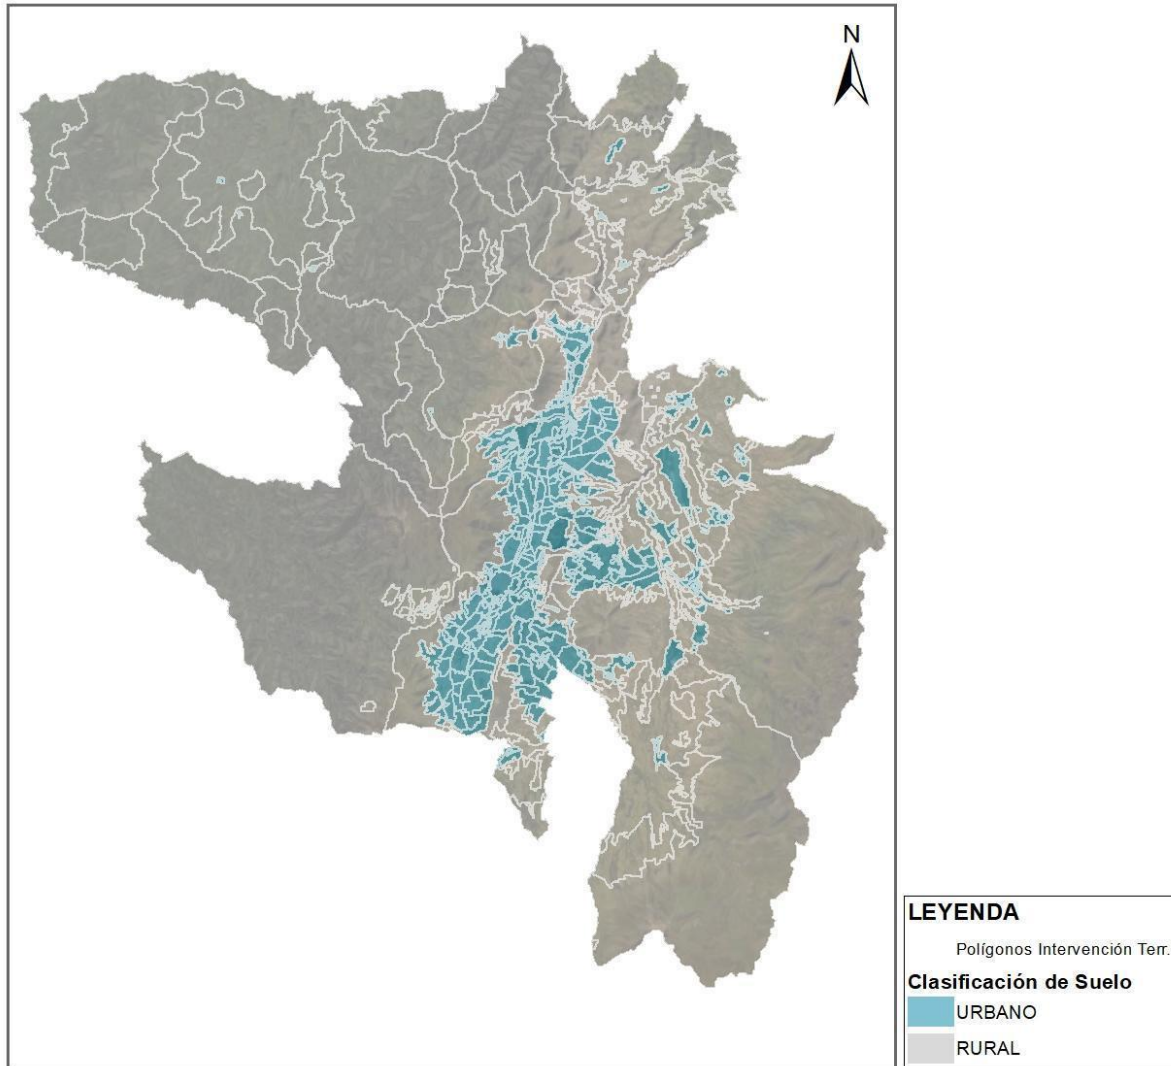 N
LEYENDA
Polígonos Intervención Terr.
Clasificación de Suelo
URBANO
RURAL